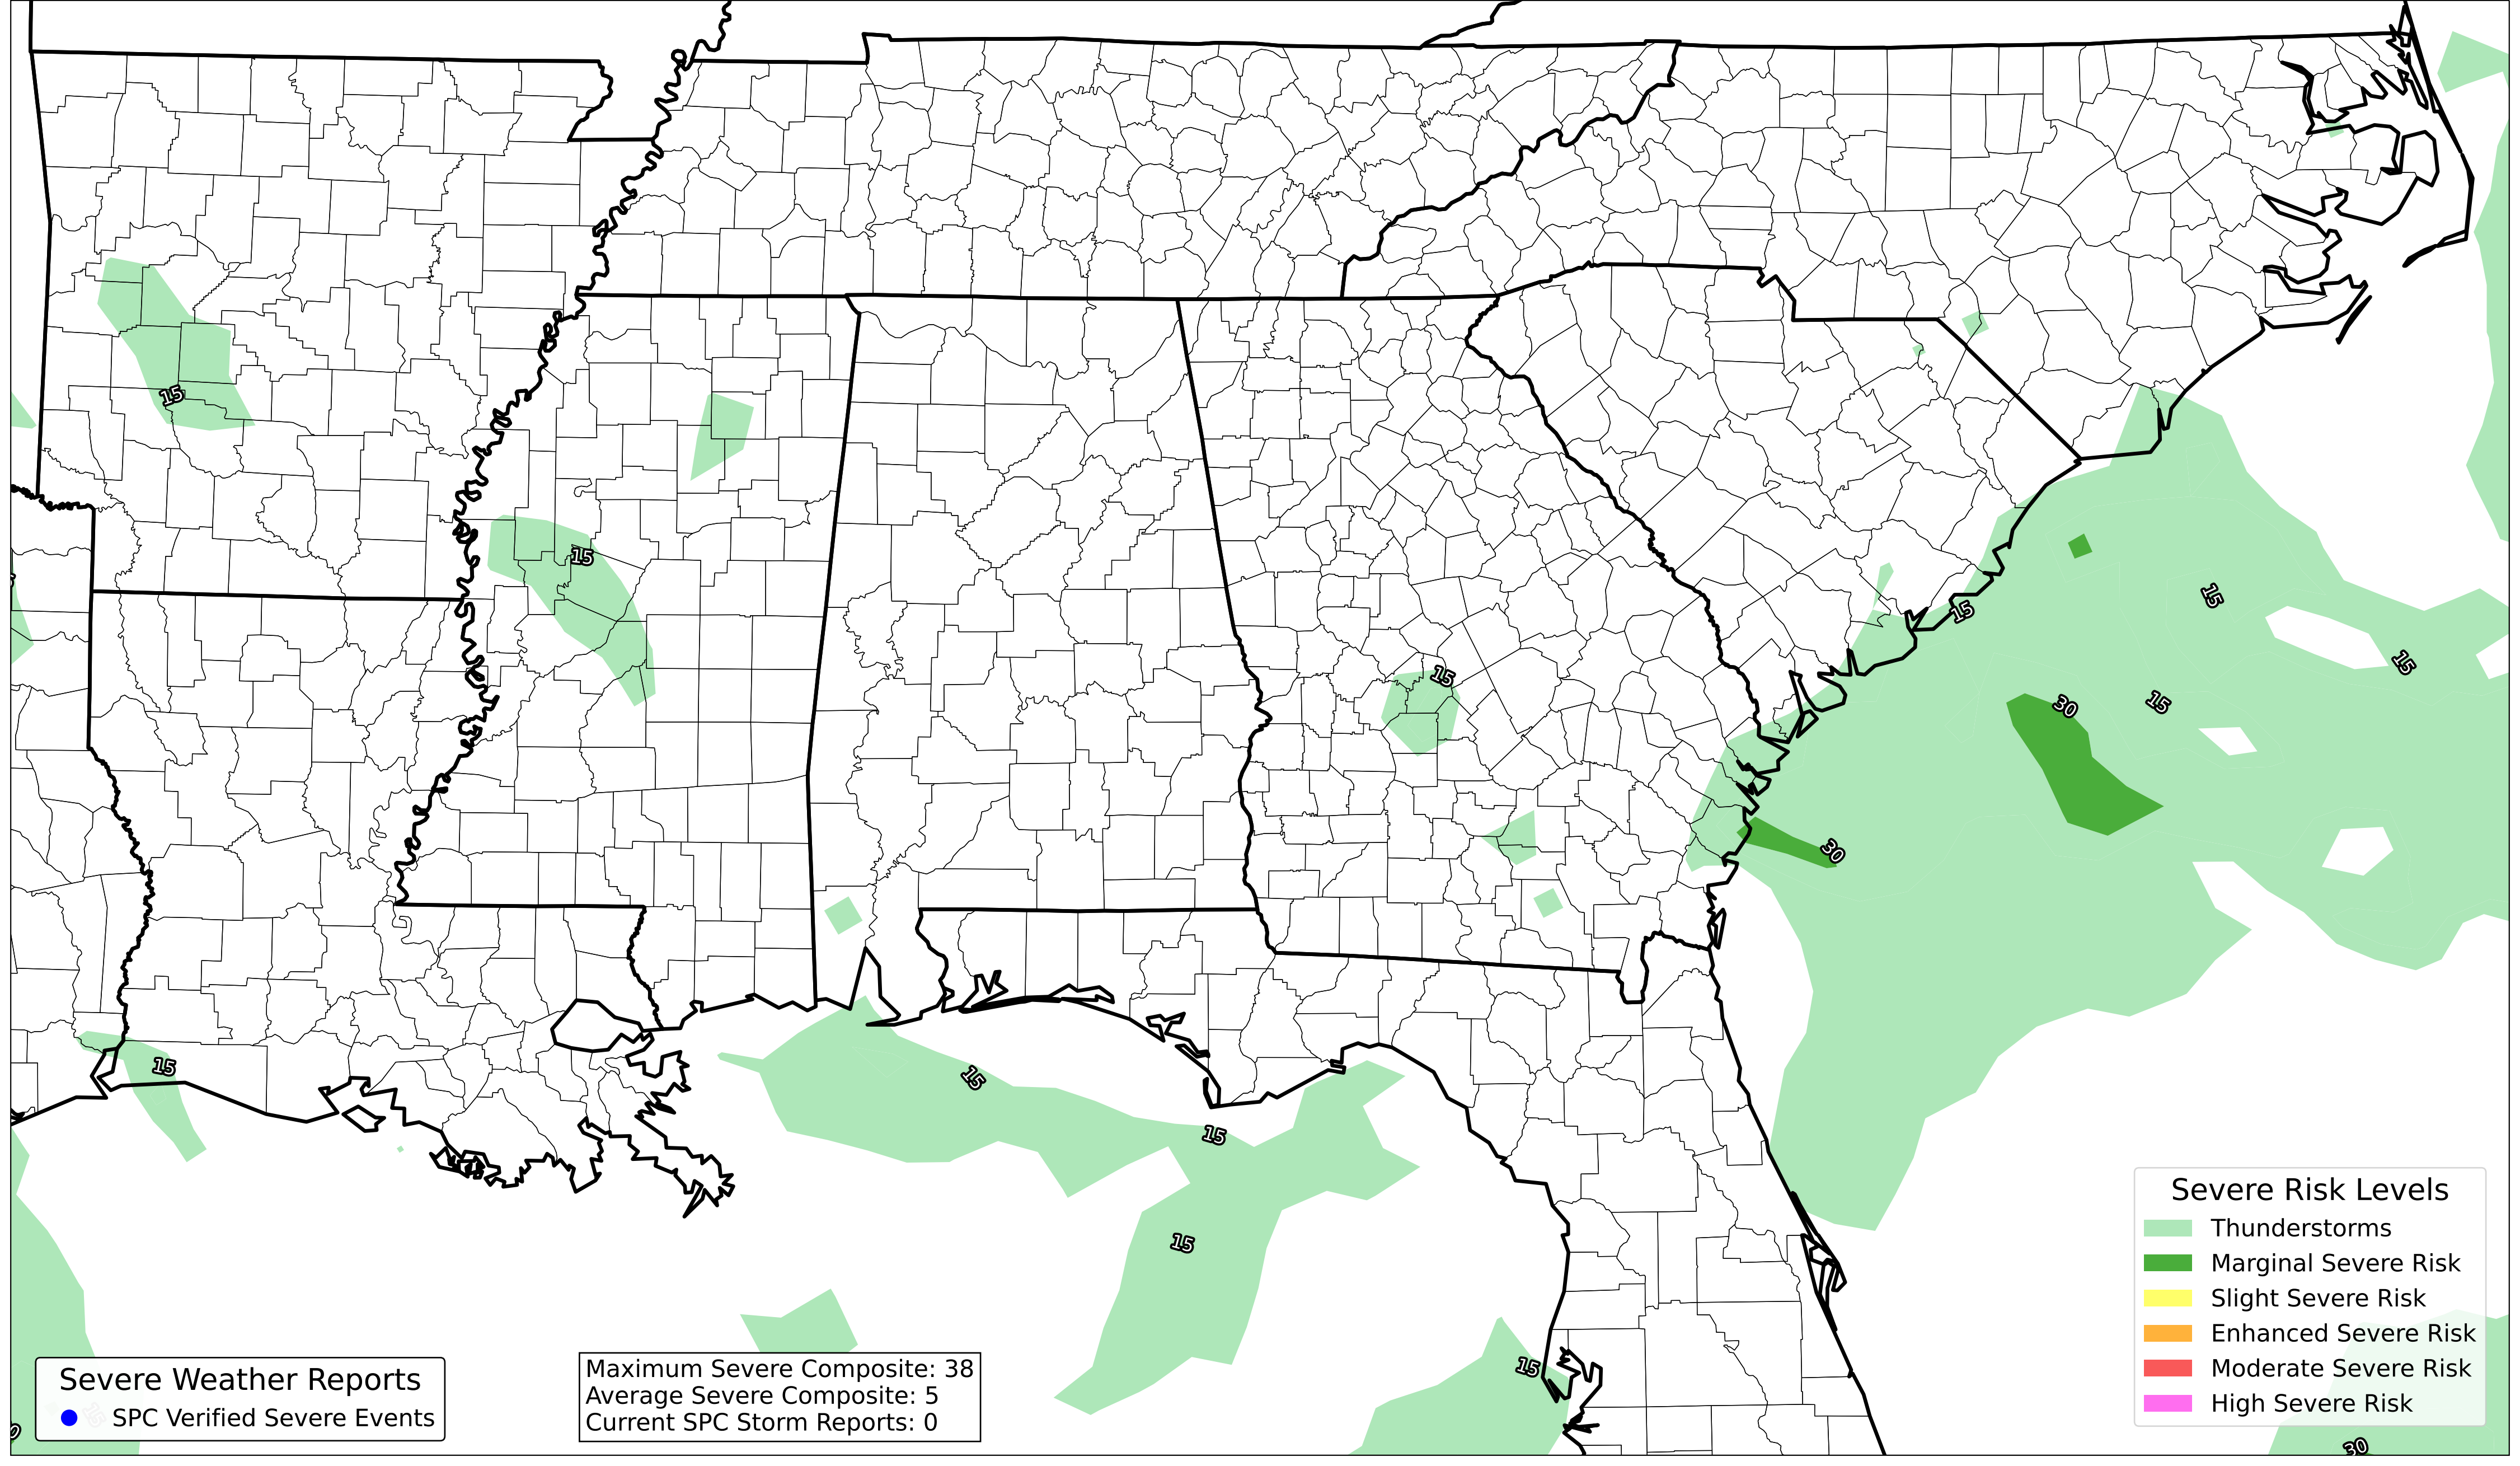 15
15
15
15
15
15
15
30
15
30
15
15
15
15
15
30
Severe Weather Reports
SPC Verified Severe Events
Maximum Severe Composite: 38
Average Severe Composite: 5
Current SPC Storm Reports: 0
Severe Risk Levels
Thunderstorms
Marginal Severe Risk
Slight Severe Risk
Enhanced Severe Risk
Moderate Severe Risk
High Severe Risk